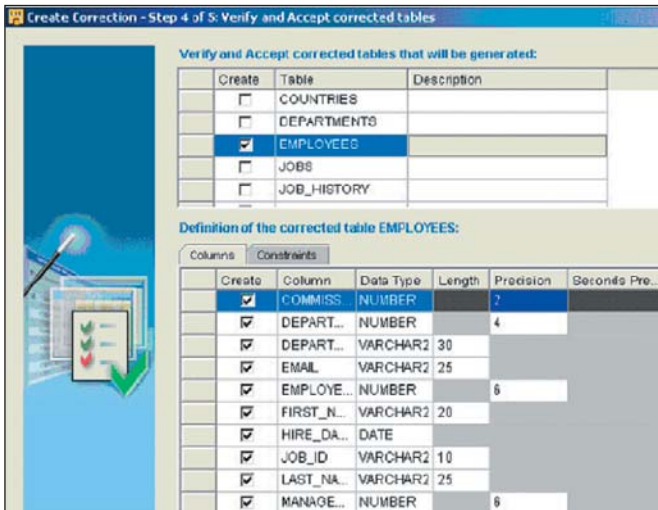 Create Correction - Step 4 of 5: Verify and Accept corrected tables
Verify and Accept corrected tables that will be generated:
Create Table Description
COUNTRIES
DEPARTMENTS
EMPLOYEES
JOBS
JOB_HISTORY
Definition of the corrected table EMPLOYEES:
Columns Constraints
Create Column Data Type Length Precision Seconds Pre...
COMMISS... NUMBER 2
DEPART... NUMBER 4
DEPART... VARCHAR2 30
EMAIL VARCHAR2 25
EMPLOYE... NUMBER 6
FIRST_N... VARCHAR2 20
HIRE_DA... DATE
JOB_ID VARCHAR2 10
LAST_NA... VARCHAR2 25
MANAGE... NUMBER 6